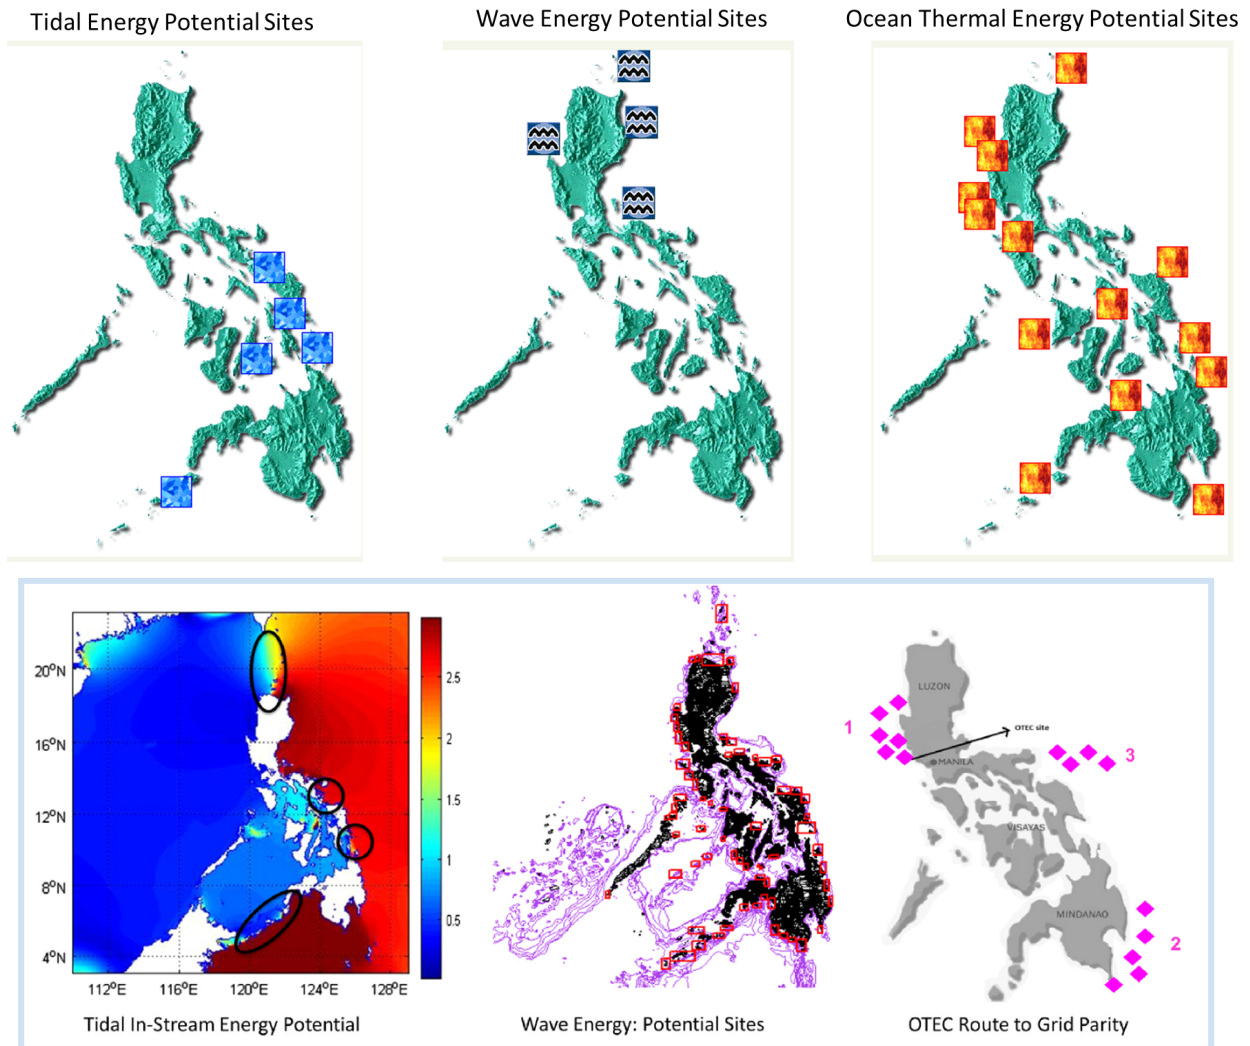 Tidal Energy Potential Sites
Wave Energy Potential Sites
Ocean Thermal Energy Potential Sites
20°N
16°N
12°N
8°N
4°N
112°E
116°E
120°E
124°E
128°E
2.5
2
1.5
1
0.5
LUZON
1
OTEC site
MANILA
3
VISAYAS
MINDANAO
2
Tidal In-Stream Energy Potential
Wave Energy: Potential Sites
OTEC Route to Grid Parity